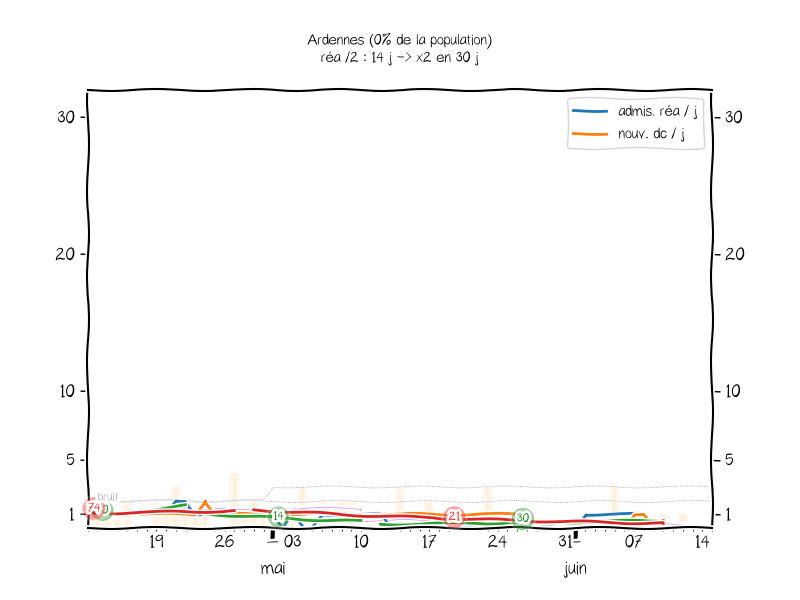 Ardennes (0% de la population)
réa /2 : 14 j -> x2 en 30 j
admis. réa / j
nouv. dc / j
30 30
20 20
10 10
5 5
bruit
74
14
21
30
1 1
19 26 03 10 17 24 31 07 14
mai juin